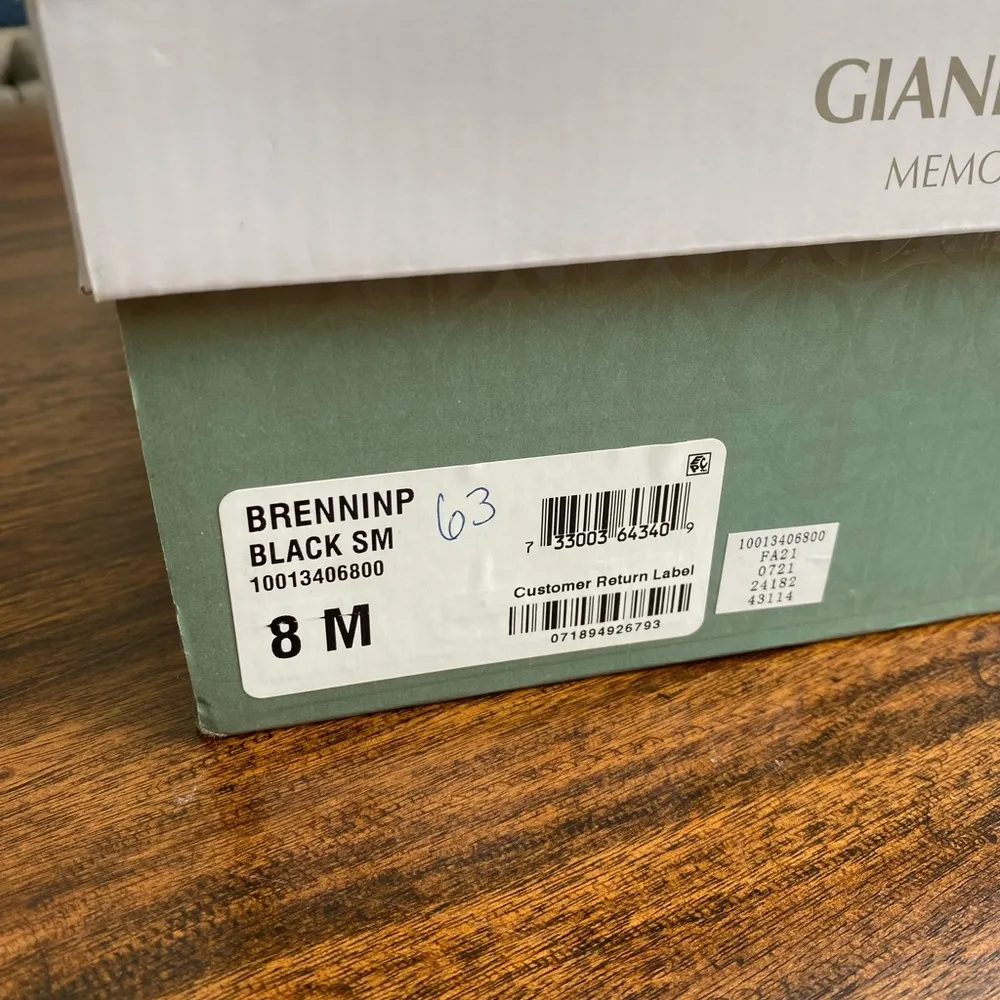 GIAN
MEMO
BRENNINP
63
BLACK SM
10013406800
8 M
7 33003 64340 9
Customer Return Label
071894926793
10013406800
FA21
0721
24182
43114